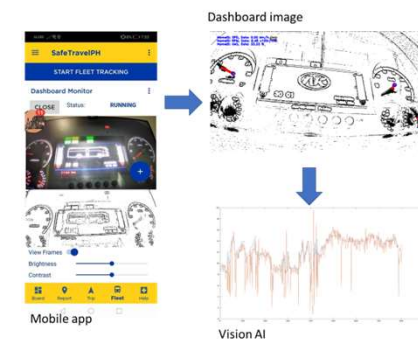 Dashboard image
SafeTravelPH
START FLEET TRACKING
Dashboard Monitor
CLOSE Status: RUNNING
View Frames
Brightness
Contrast
Board Report Trip Fleet Help
Mobile app
Vision AI